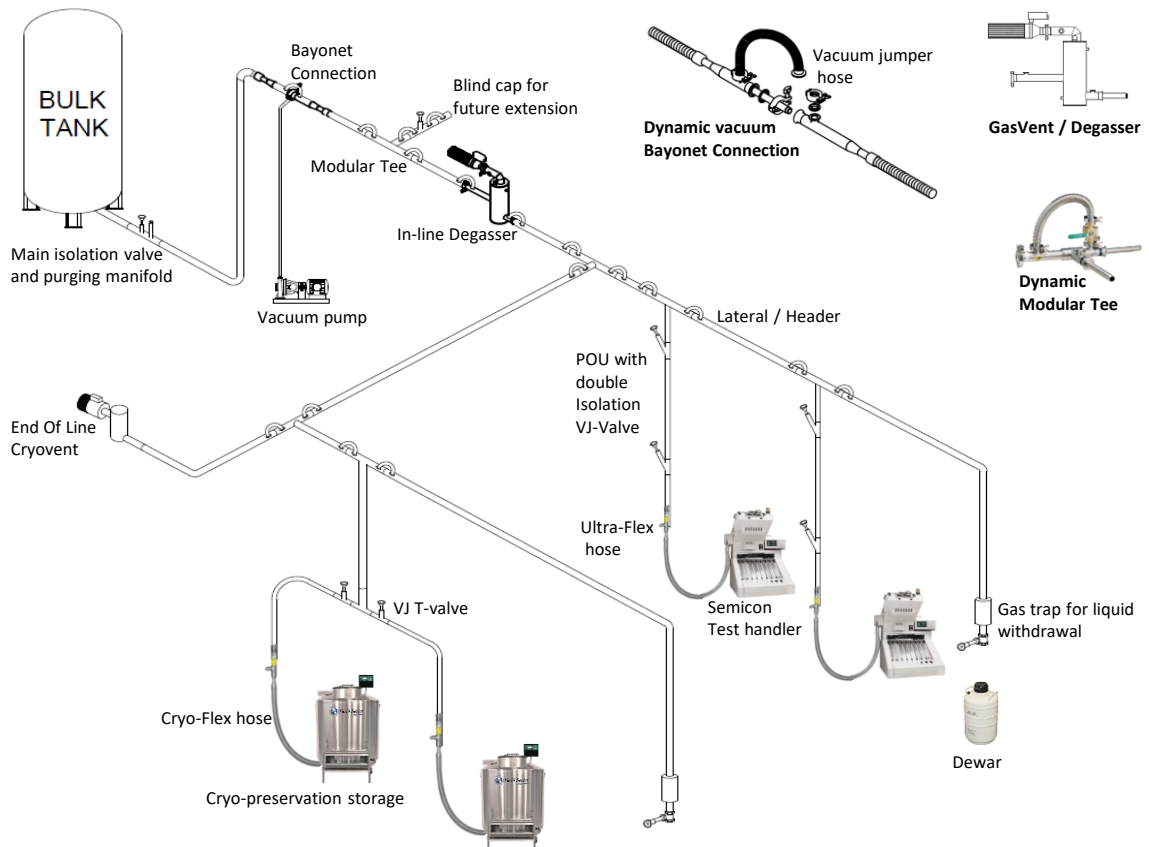 BULK
TANK
Bayonet
Connection
Blind cap for
future extension
Vacuum jumper
hose
Dynamic vacuum
Bayonet Connection
GasVent / Degasser
Modular Tee
In-line Degasser
Main isolation valve
and purging manifold
Vacuum pump
Dynamic
Modular Tee
Lateral / Header
POU with
double
Isolation
VJ-Valve
End Of Line
Cryovent
Ultra-Flex
hose
Semicon
Test handler
Gas trap for liquid
withdrawal
VJ T-valve
Cryo-Flex hose
Dewar
Cryo-preservation storage